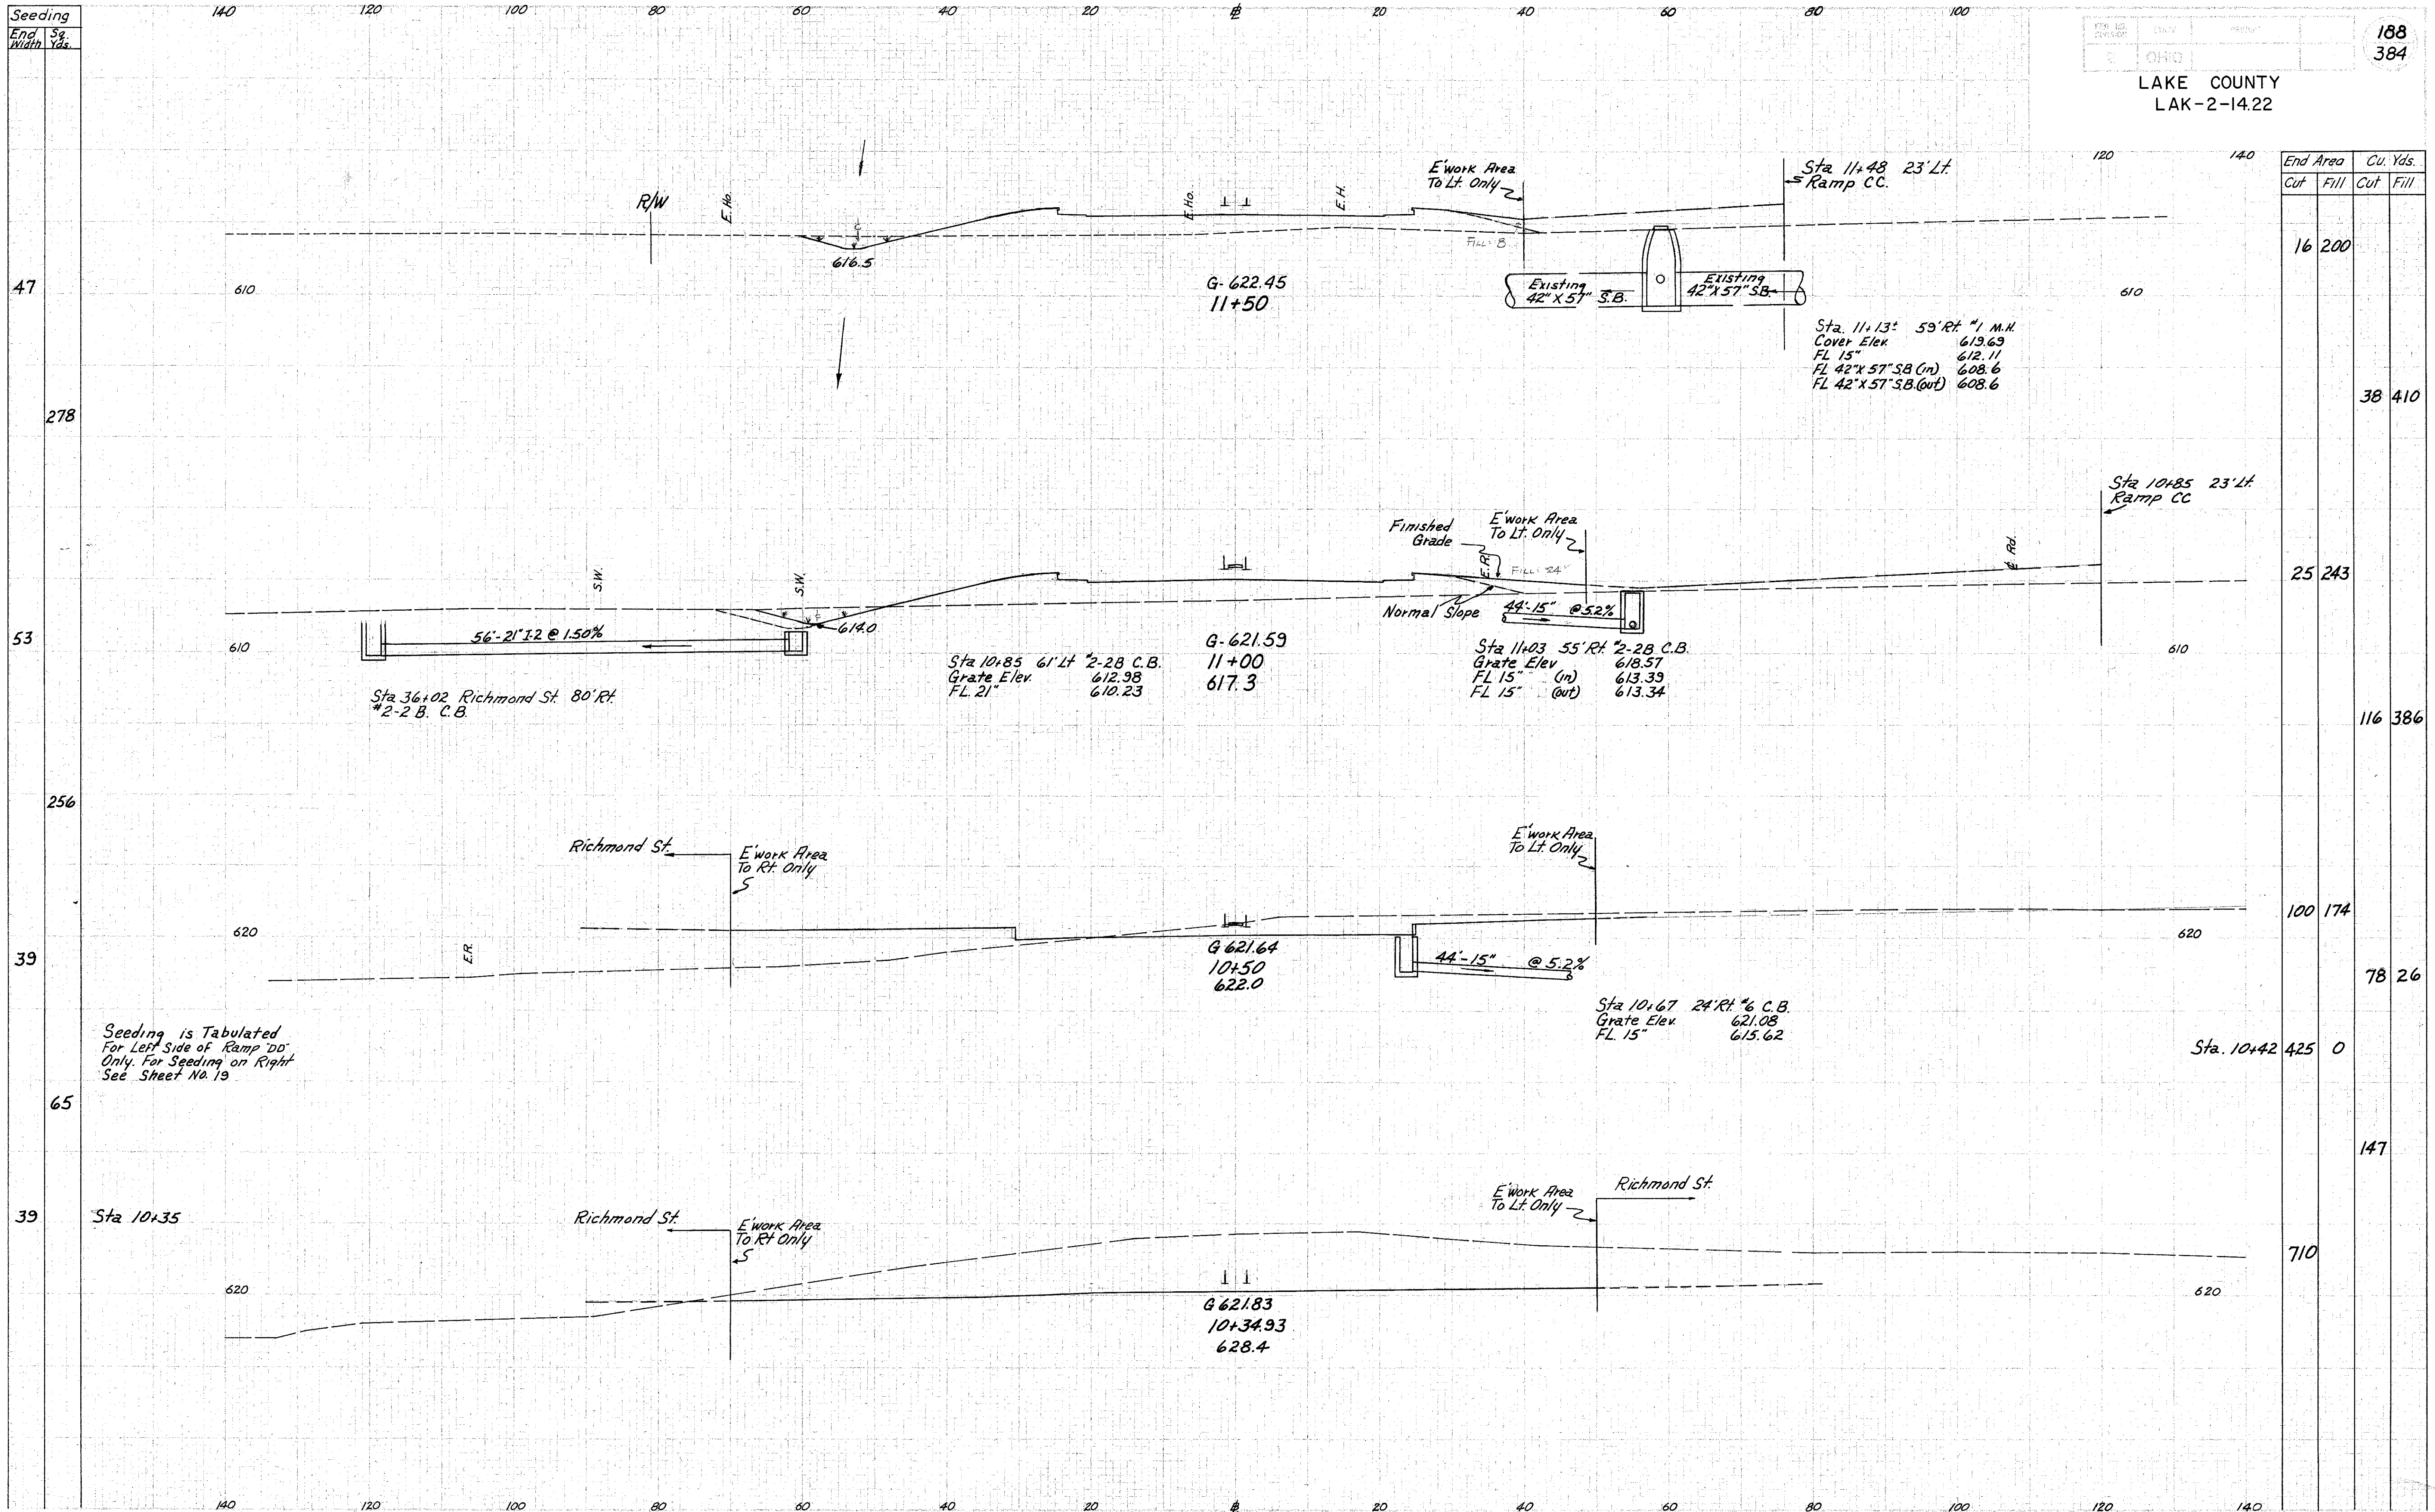 Seeding
End Width
Sq. Yds.
140 120 100 80 60 40 20 ℄ 20 40 60 80 100
188
384
OHIO
LAKE COUNTY
LAK-2-14.22
120 140
End Area Cu. Yds.
Cut Fill Cut Fill
R/W
E. Ho.
E. Ho.
E.H.
E'work Area
To Lt. Only
Sta 11+48 23' Lt.
Ramp CC.
616.5
FILL: 8
16 200
47
610
G-622.45
11+50
Existing
42"X57" S.B.
Existing
42"X57" S.B.
610
Sta. 11+13± 59' Rt. #1 M.H.
Cover Elev. 619.69
FL 15" 612.11
FL 42"X57" S.B. (in) 608.6
FL 42"X57" S.B. (out) 608.6
38 410
278
Sta 10+85 23' Lt.
Ramp CC
Finished
Grade
E'work Area
To Lt. Only
S.W.
S.W.
E.R.
FILL: 24
E. Rd.
25 243
Normal Slope
44'-15" @ 5.2%
53
610
56'-21" I-2 @ 1.50%
614.0
G-621.59
11+00
617.3
610
Sta 36+02 Richmond St. 80' Rt.
#2-2 B. C.B.
Sta 10+85 61' Lt #2-2B C.B.
Grate Elev. 612.98
FL. 21" 610.23
Sta 11+03 55' Rt. #2-2B C.B.
Grate Elev 618.57
FL 15" (in) 613.39
FL 15" (out) 613.34
116 386
256
Richmond St.
E'work Area
To Rt. Only
E'work Area
To Lt. Only
100 174
39
620
E.R.
G 621.64
10+50
622.0
44'-15" @ 5.2%
620
78 26
Sta 10+67 24' Rt. #6 C.B.
Grate Elev. 621.08
FL. 15" 615.62
Seeding is Tabulated
For Left Side of Ramp "DD"
Only. For Seeding on Right
See Sheet No. 19
Sta. 10+42 425 0
65
147
39
Sta 10+35
Richmond St.
E'work Area
To Rt Only
E'work Area
To Lt. Only
Richmond St.
710
620
G 621.83
10+34.93
628.4
620
140 120 100 80 60 40 20 ℄ 20 40 60 80 100 120 140